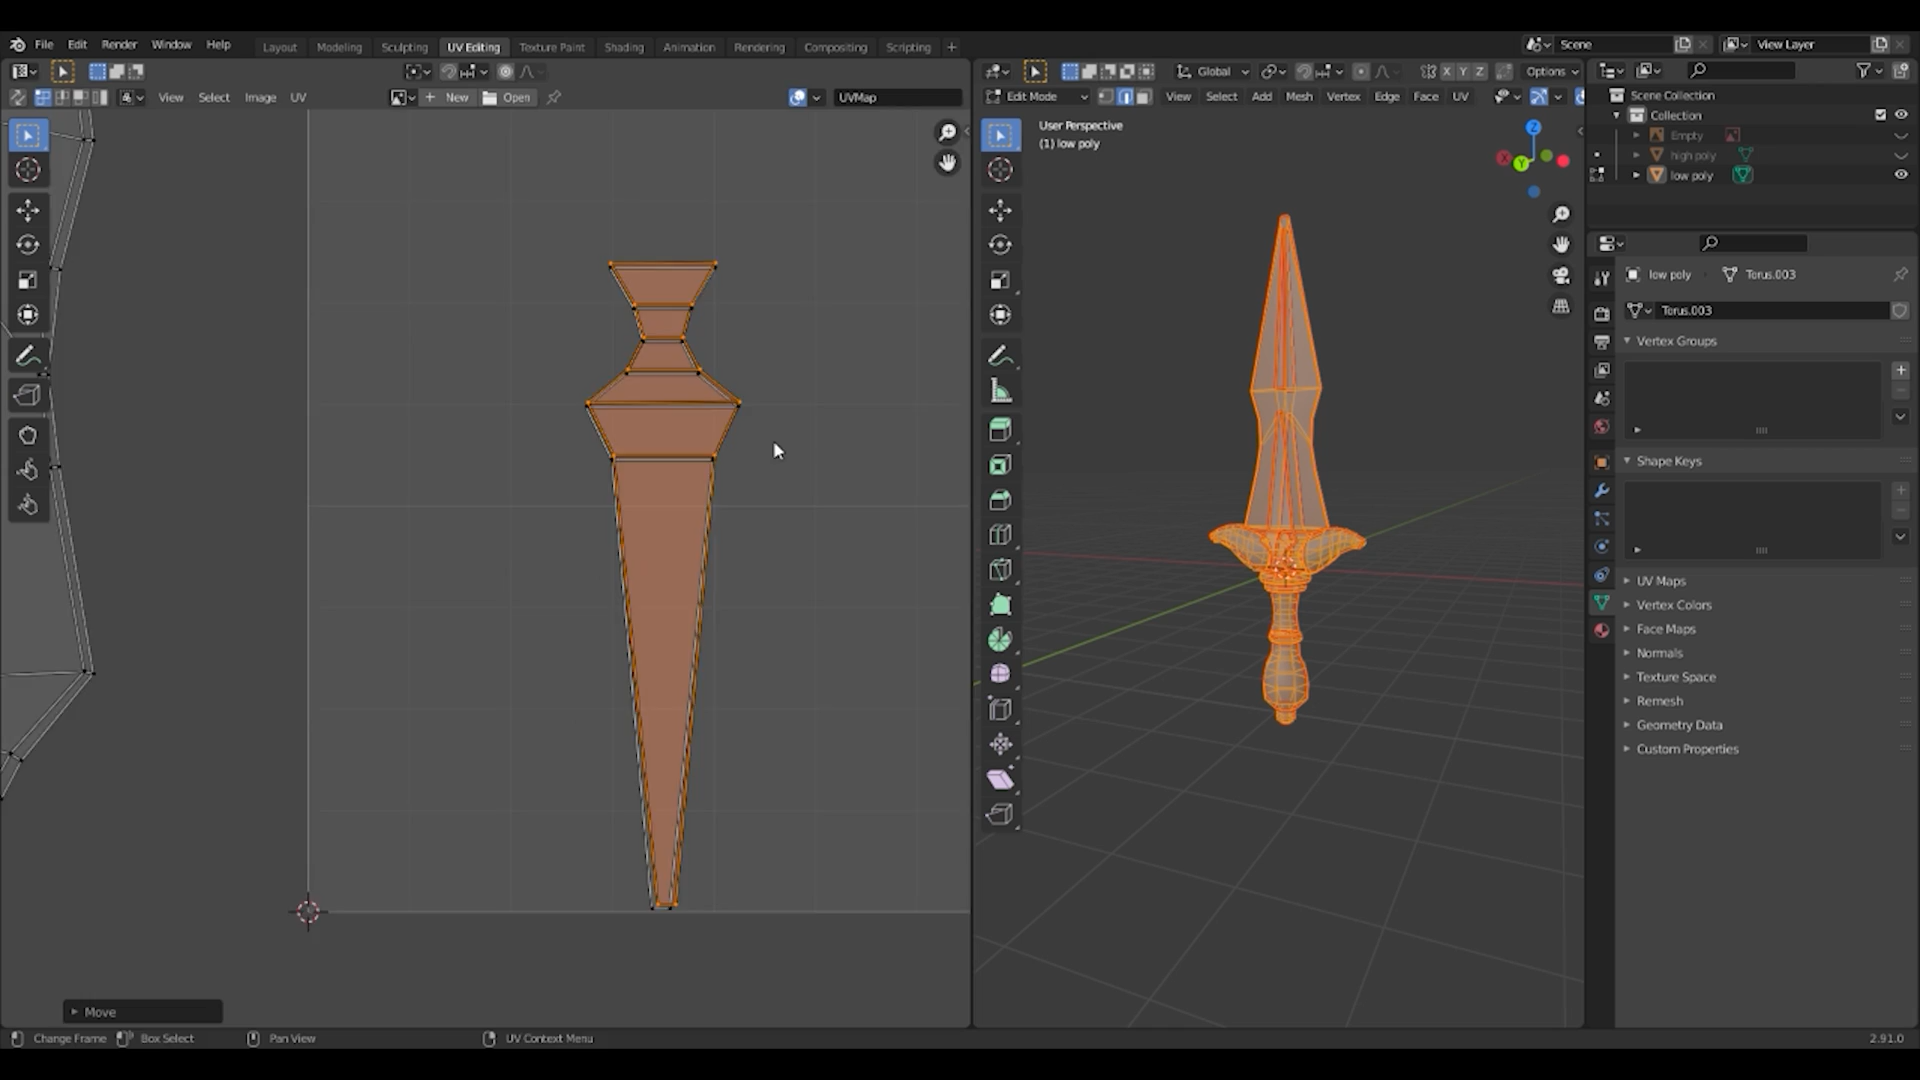 File Edit Render Window Help Layout Modeling Sculpting UV Editing Texture Paint Shading Animation Rendering Compositing Scripting + Scene View Layer
Global X Y Z Options
View Select Image UV + New Open UVMap Edit Mode View Select Add Mesh Vertex Edge Face UV
Scene Collection
Collection
Empty
high poly
low poly
User Perspective
(1) low poly
Z
X
Y
low poly Torus.003
Torus.003
Vertex Groups
Shape Keys
UV Maps
Vertex Colors
Face Maps
Normals
Texture Space
Remesh
Geometry Data
Custom Properties
Move
Change Frame Box Select Pan View UV Context Menu 2.91.0